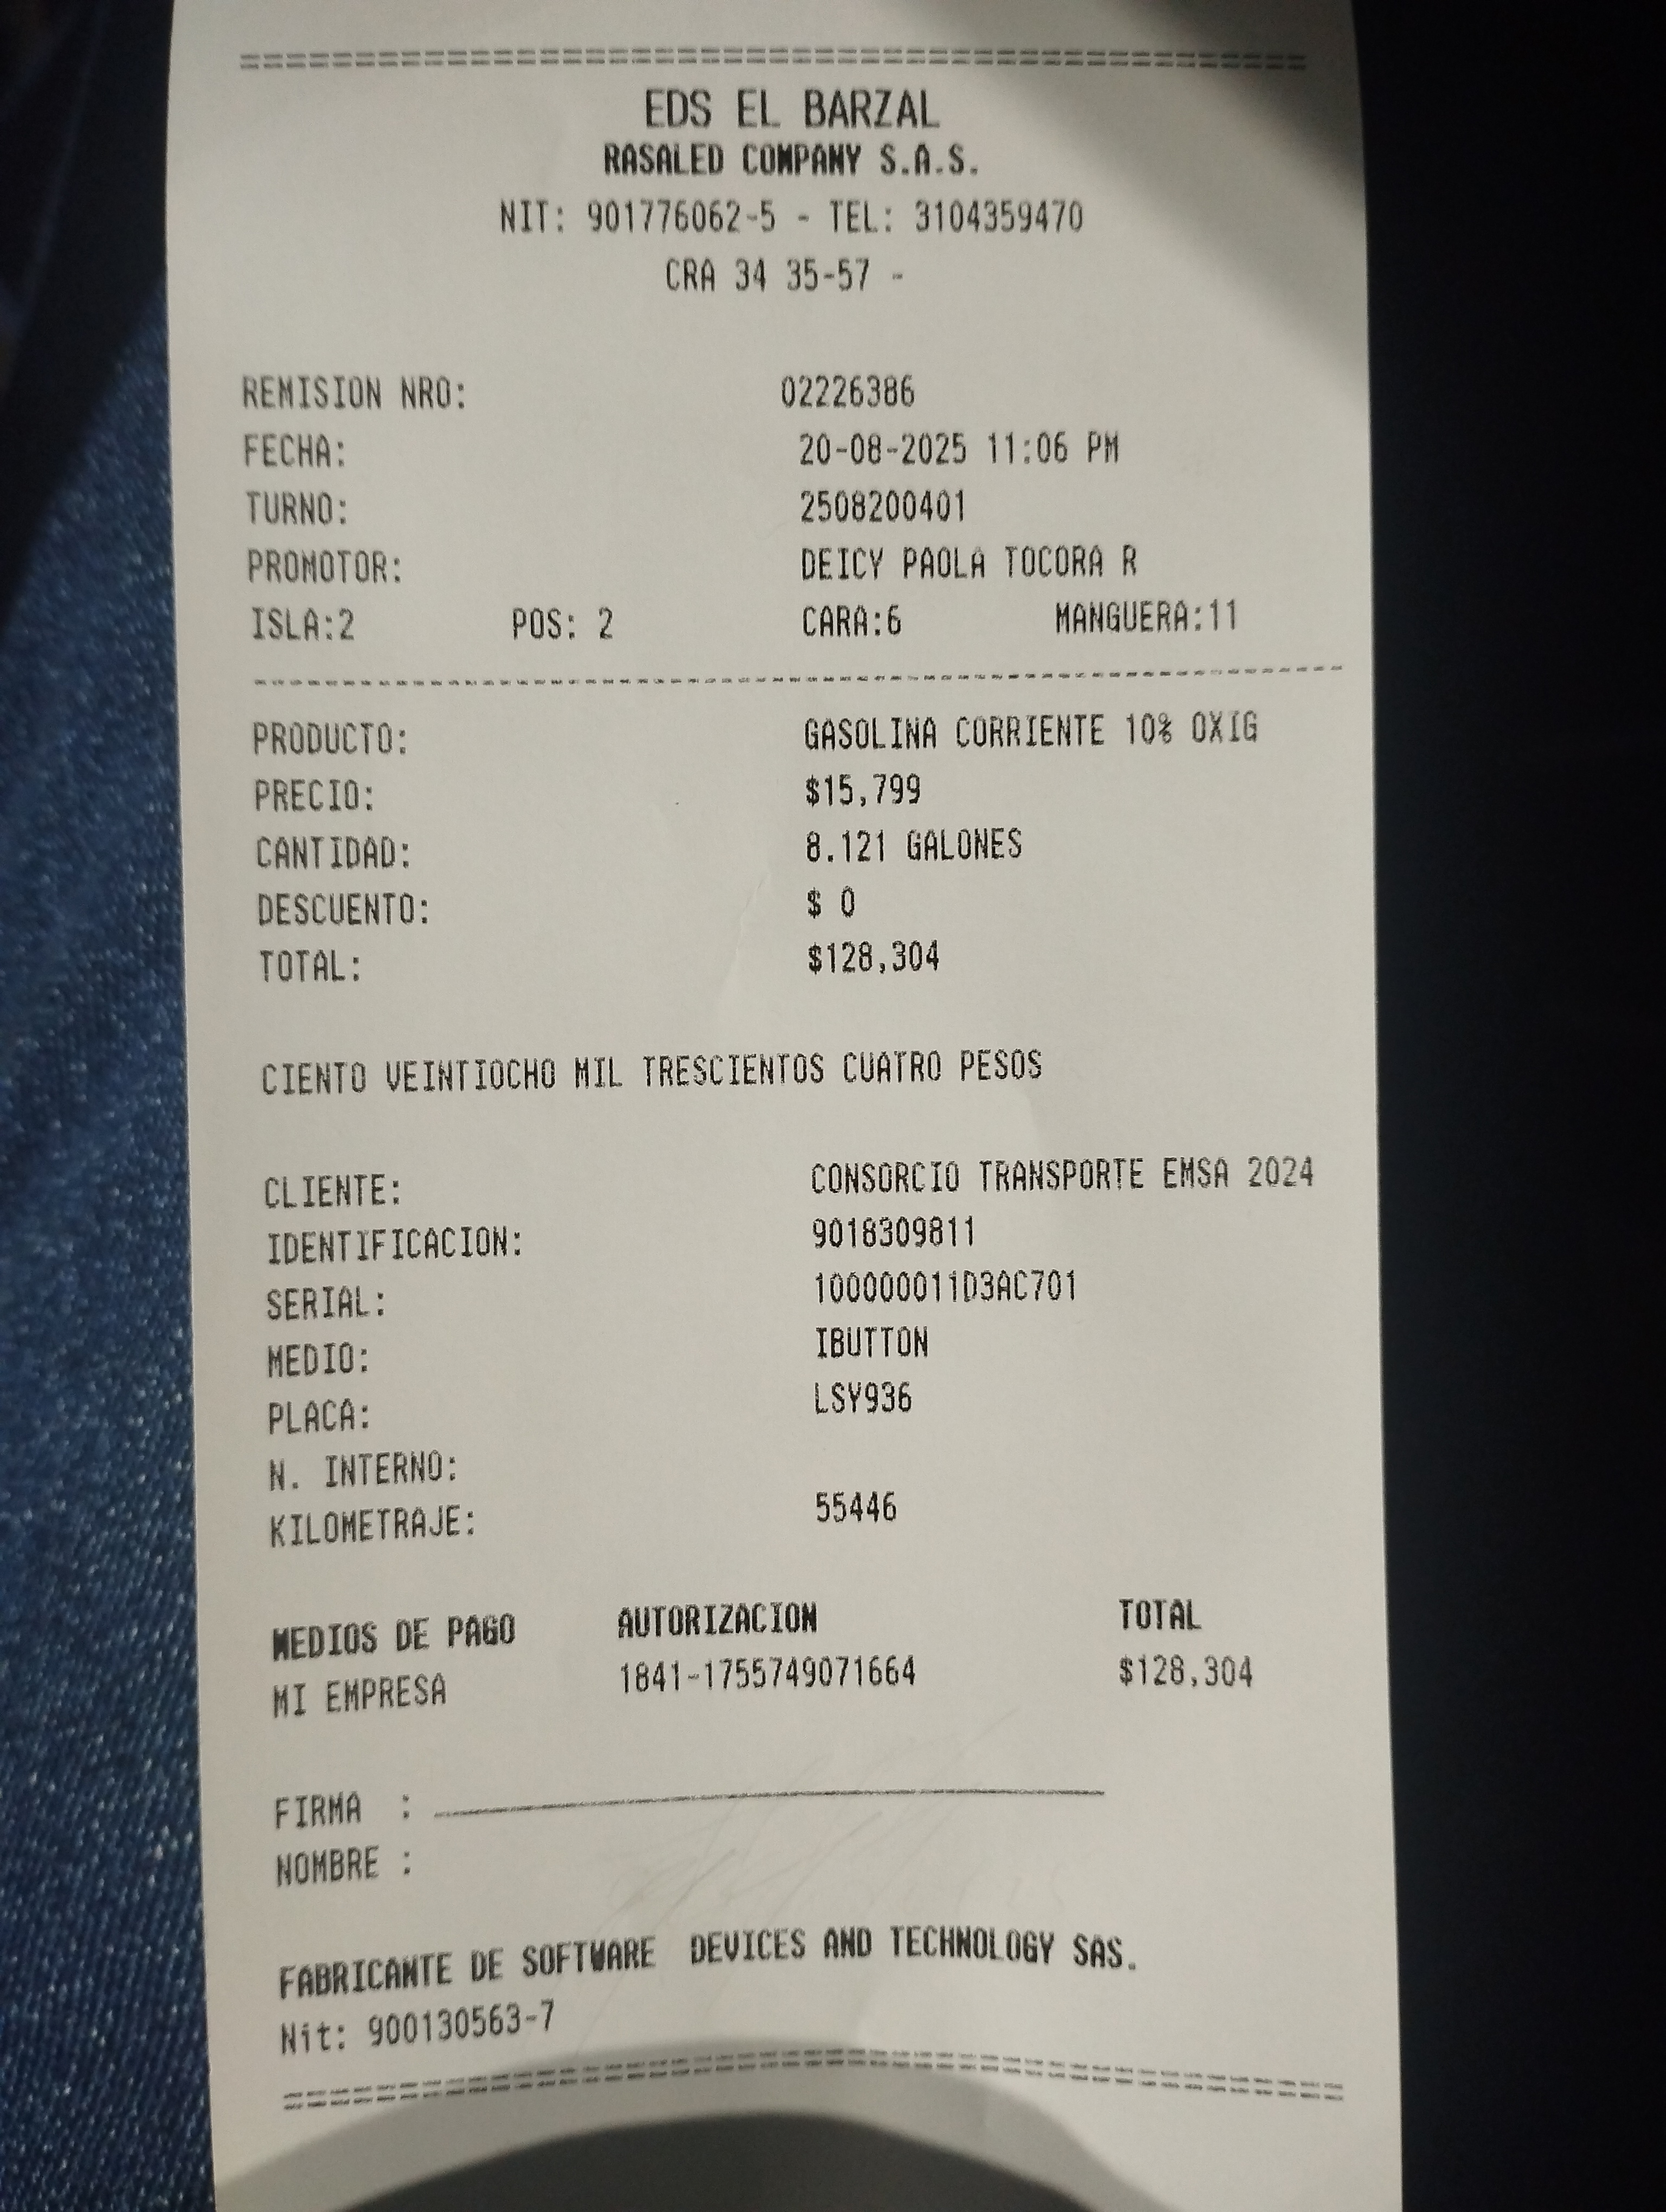 EDS EL BARZAL
RASALED COMPANY S.A.S.
NIT: 901776062-5 - TEL: 3104359470
CRA 34 35-57 -
REMISION NRO: 02226386
FECHA: 20-08-2025 11:06 PM
TURNO: 2508200401
PROMOTOR: DEICY PAOLA TOCORA R
ISLA:2 POS: 2 CARA:6 MANGUERA:11
PRODUCTO: GASOLINA CORRIENTE 10% OXIG
PRECIO: $15,799
CANTIDAD: 8.121 GALONES
DESCUENTO: $ 0
TOTAL: $128,304
CIENTO VEINTIOCHO MIL TRESCIENTOS CUATRO PESOS
CLIENTE: CONSORCIO TRANSPORTE EMSA 2024
IDENTIFICACION: 9018309811
SERIAL: 100000011D3AC701
MEDIO: IBUTTON
PLACA: LSY936
N. INTERNO:
KILOMETRAJE: 55446
MEDIOS DE PAGO AUTORIZACION TOTAL
MI EMPRESA 1841-1755749071664 $128,304
FIRMA :
NOMBRE :
FABRICANTE DE SOFTWARE DEVICES AND TECHNOLOGY SAS.
Nit: 900130563-7